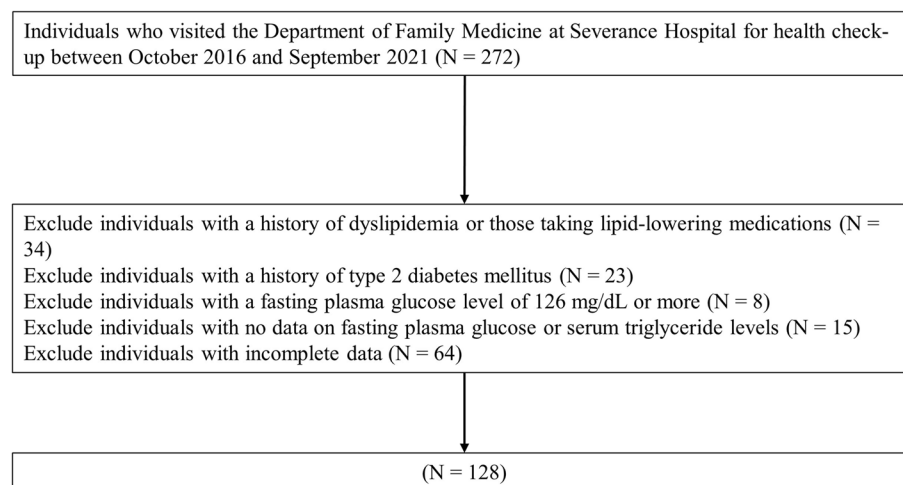 Individuals who visited the Department of Family Medicine at Severance Hospital for health check-
up between October 2016 and September 2021 (N = 272)
Exclude individuals with a history of dyslipidemia or those taking lipid-lowering medications (N =
34)
Exclude individuals with a history of type 2 diabetes mellitus (N = 23)
Exclude individuals with a fasting plasma glucose level of 126 mg/dL or more (N = 8)
Exclude individuals with no data on fasting plasma glucose or serum triglyceride levels (N = 15)
Exclude individuals with incomplete data (N = 64)
(N = 128)